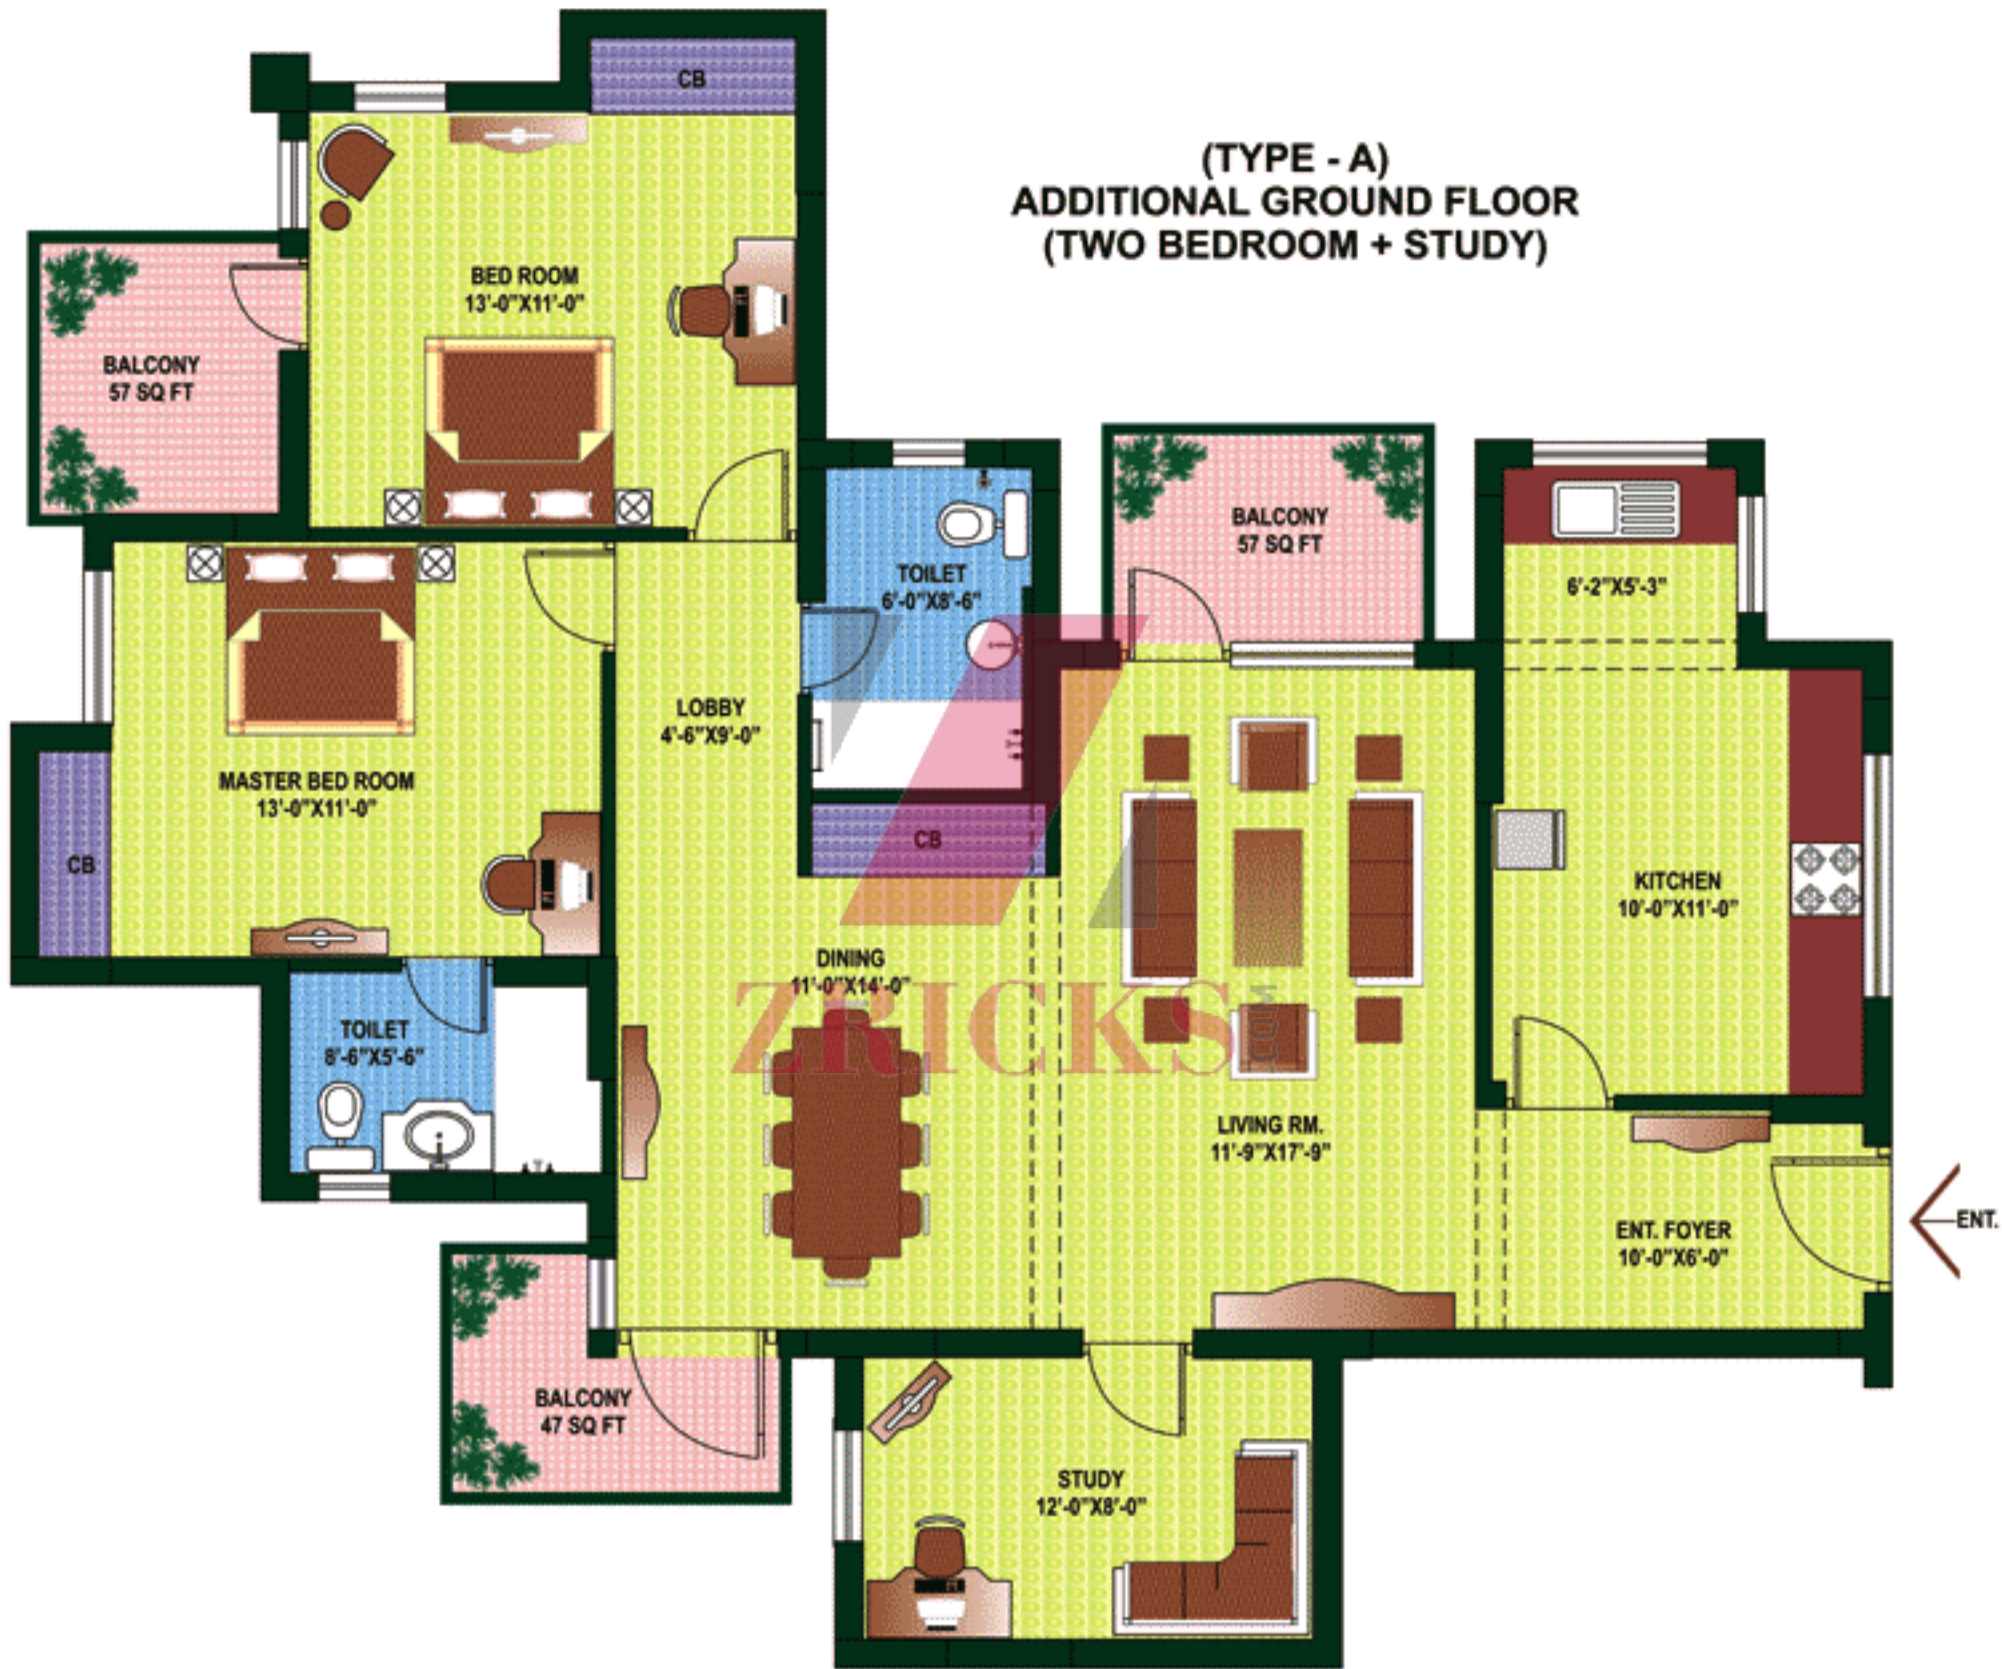 (TYPE - A)
ADDITIONAL GROUND FLOOR
(TWO BEDROOM + STUDY)
CB
BED ROOM
13'-0"X11'-0"
BALCONY
57 SQ FT
BALCONY
57 SQ FT
TOILET
6'-0"X8'-6"
6'-2"X5'-3"
LOBBY
4'-6"X9'-0"
MASTER BED ROOM
13'-0"X11'-0"
CB
CB
KITCHEN
10'-0"X11'-0"
DINING
11'-0"X14'-0"
ZRICKS.COM
TOILET
8'-6"X5'-6"
LIVING RM.
11'-9"X17'-9"
ENT. FOYER
10'-0"X6'-0"
ENT.
BALCONY
47 SQ FT
STUDY
12'-0"X8'-0"